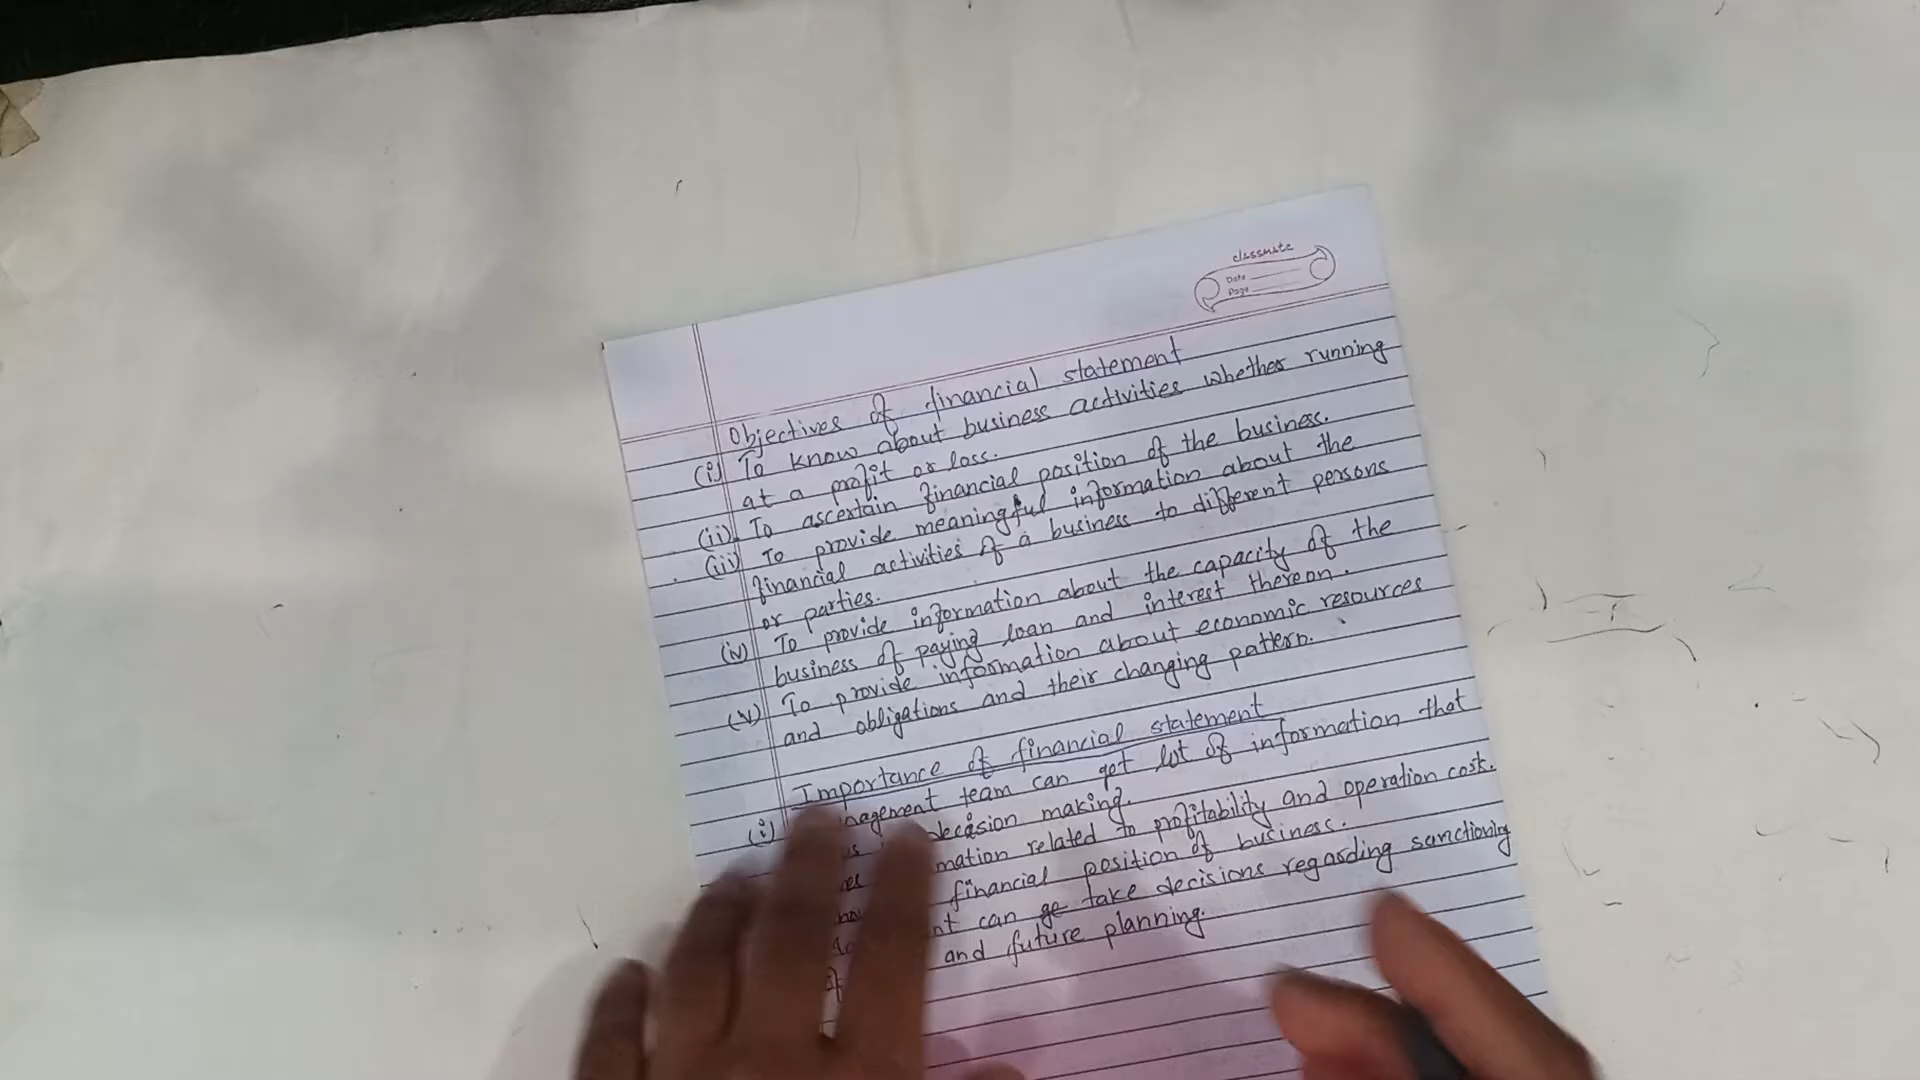 classmate
Date
Page
Objectives of financial statement
(i) To know about business activities whether running
at a profit or loss.
(ii) To ascertain financial position of the business.
(iii) To provide meaningful information about the
financial activities of a business to different persons
or parties.
(iv) To provide information about the capacity of the
business of paying loan and interest thereon.
(v) To provide information about economic resources
and obligations and their changing pattern.
Importance of financial statement
(i) team can get lot of information that
decision making.
related to profitability and operation cost.
financial position of business.
can take decisions regarding sanctioning
of and future planning.